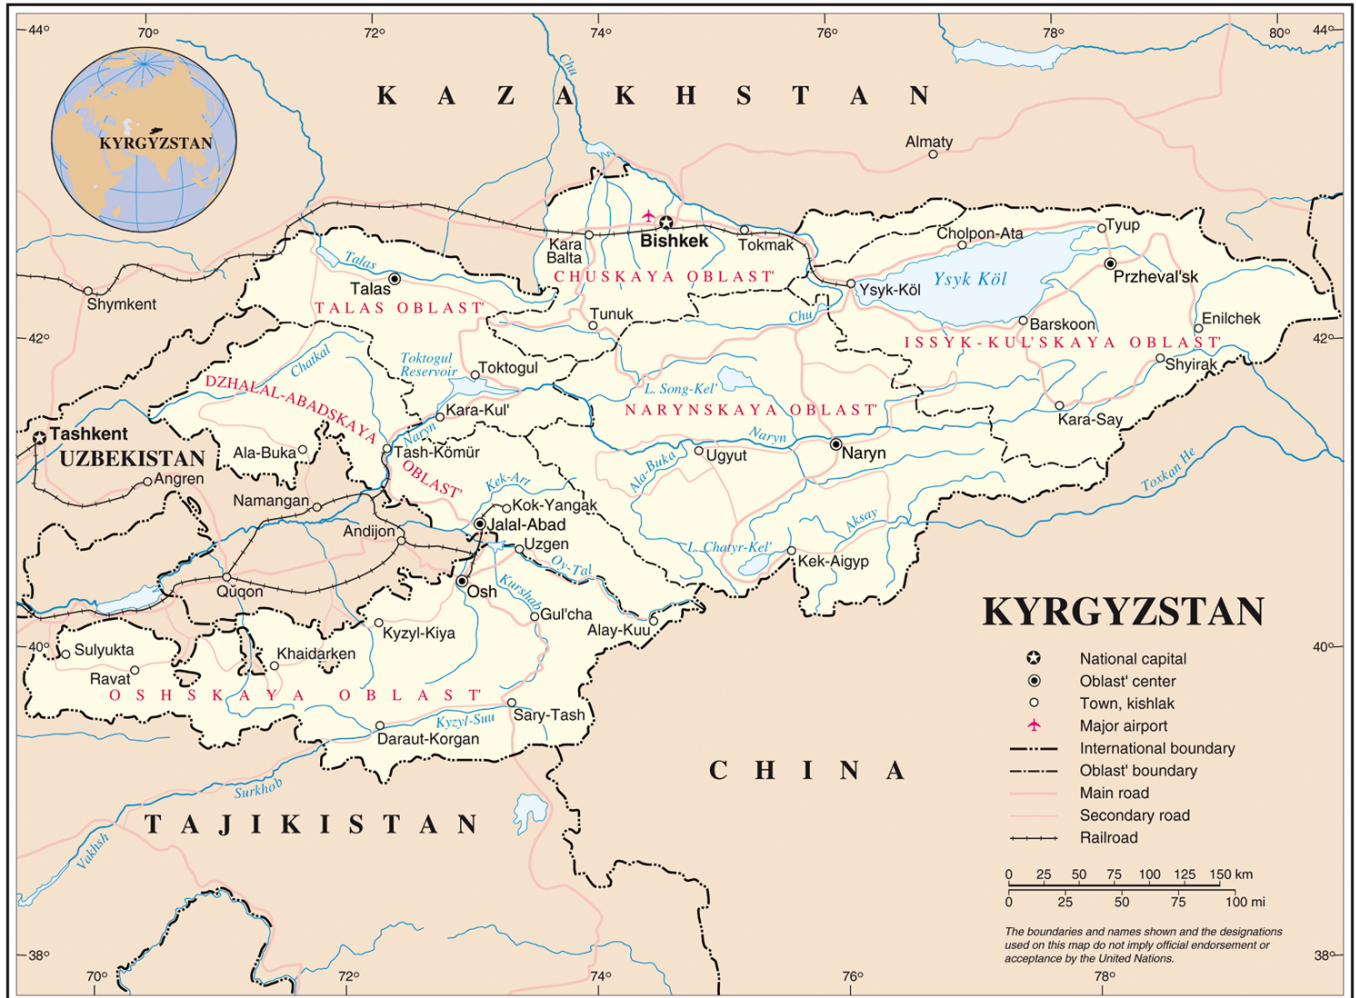 44°
70°
72°
74°
76°
78°
80°
44°
Chu
KAZAKHSTAN
KYRGYZSTAN
Almaty
Bishkek
Kara
Balta
Tokmak
Cholpon-Ata
Tyup
Talas
Talas
CHUSKAYA OBLAST'
Ysyk Köl
Przheval'sk
Ysyk-Köl
Shymkent
TALAS OBLAST'
Tunuk
Chu
Barskoon
Enilchek
42°
42°
ISSYK-KUL'SKAYA OBLAST'
Chatkal
Toktogul
Reservoir
Toktogul
Shyirak
DZHALAL-ABADSKAYA
OBLAST'
L. Song-Kel'
NARYNSKAYA OBLAST'
Kara-Kul'
Kara-Say
Naryn
Naryn
Tashkent
UZBEKISTAN
Ala-Buka
Tash-Kömür
Ugyut
Naryn
Ala-Buka
Toxkan He
Angren
Kek-Art
Namangan
Kok-Yangak
Jalal-Abad
Aksay
Andijon
Uzgen
L. Chatyr-Kel'
Kek-Aigyp
Oy-Tal
Quqon
Osh
Kurshab
Gul'cha
Alay-Kuu
Kyzyl-Kiya
40°
40°
Sulyukta
Khaidarken
Ravat
OSHSKAYA OBLAST'
Sary-Tash
Kyzyl-Suu
Daraut-Korgan
Surkhob
CHINA
TAJIKISTAN
Vakhsh
KYRGYZSTAN
National capital
Oblast' center
Town, kishlak
Major airport
International boundary
Oblast' boundary
Main road
Secondary road
Railroad
0 25 50 75 100 125 150 km
0 25 50 75 100 mi
The boundaries and names shown and the designations
used on this map do not imply official endorsement or
acceptance by the United Nations.
38°
38°
70°
72°
74°
76°
78°